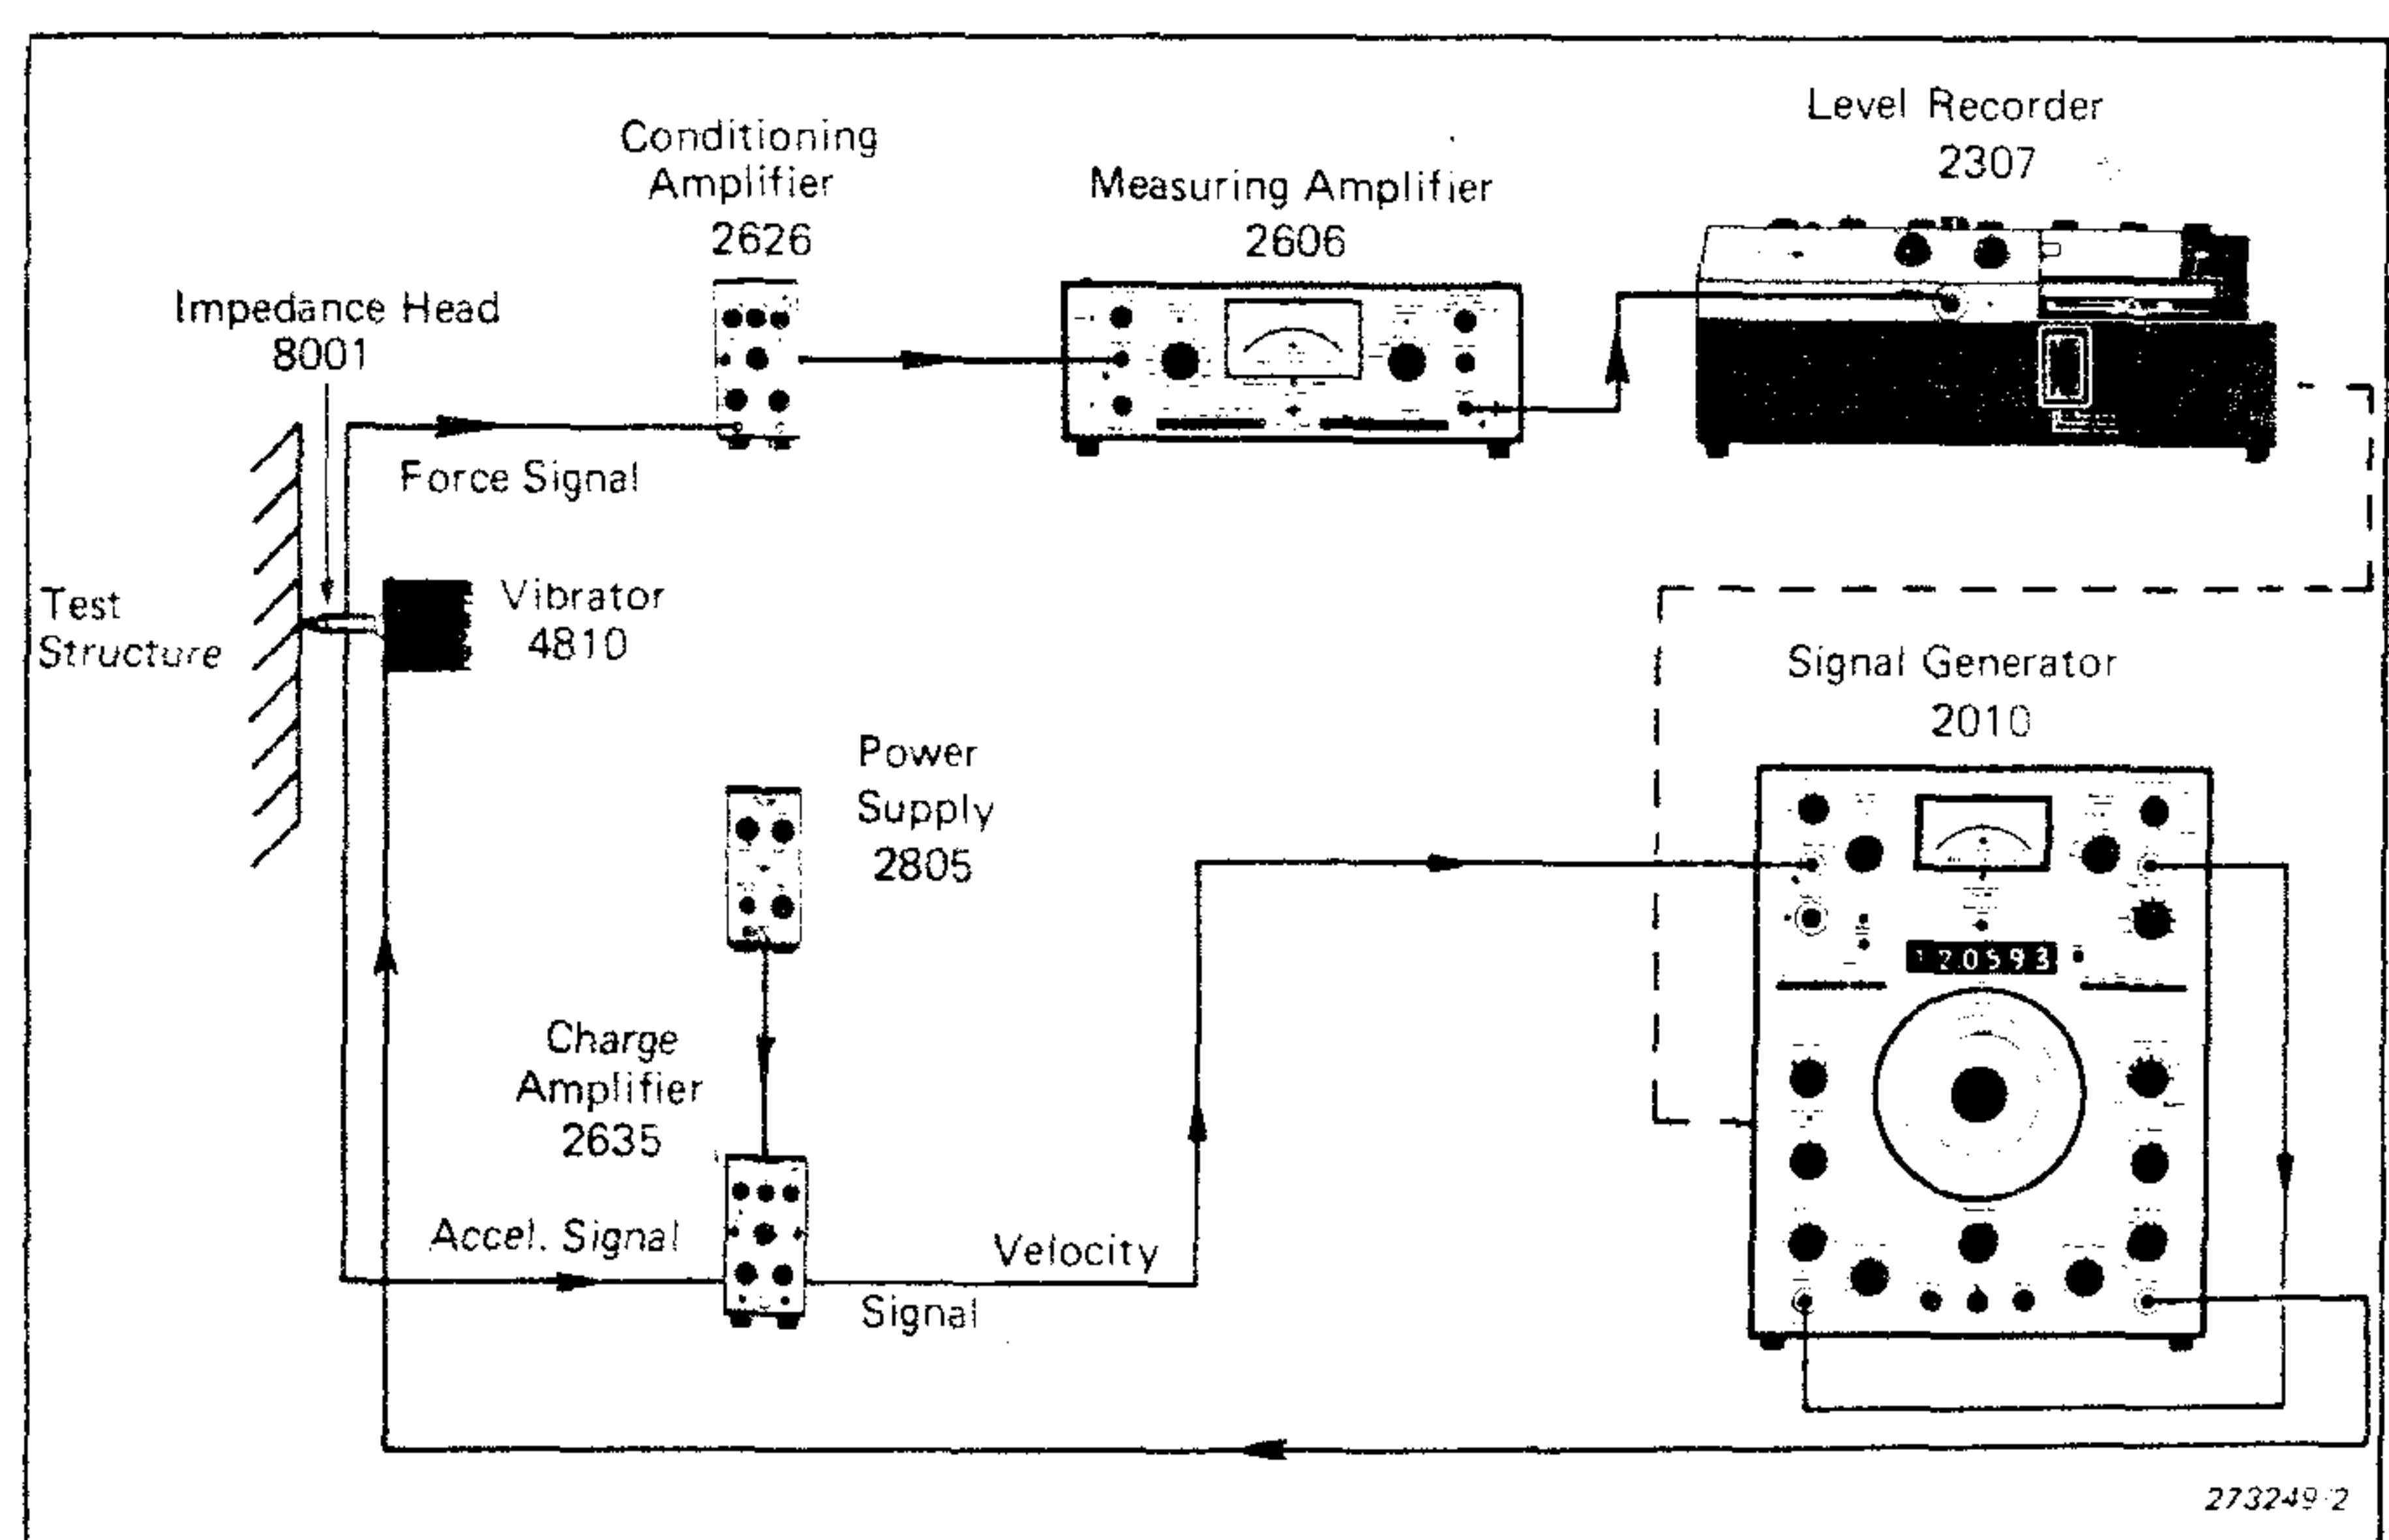 Level Recorder
2307
Conditioning
Amplifier
2626
Measuring Amplifier
2606
Impedance Head
8001
Force Signal
Test
Structure
Vibrator
4810
Signal Generator
2010
Power
Supply
2805
120593
Charge
Amplifier
2635
Accel. Signal
Velocity
Signal
273249/2